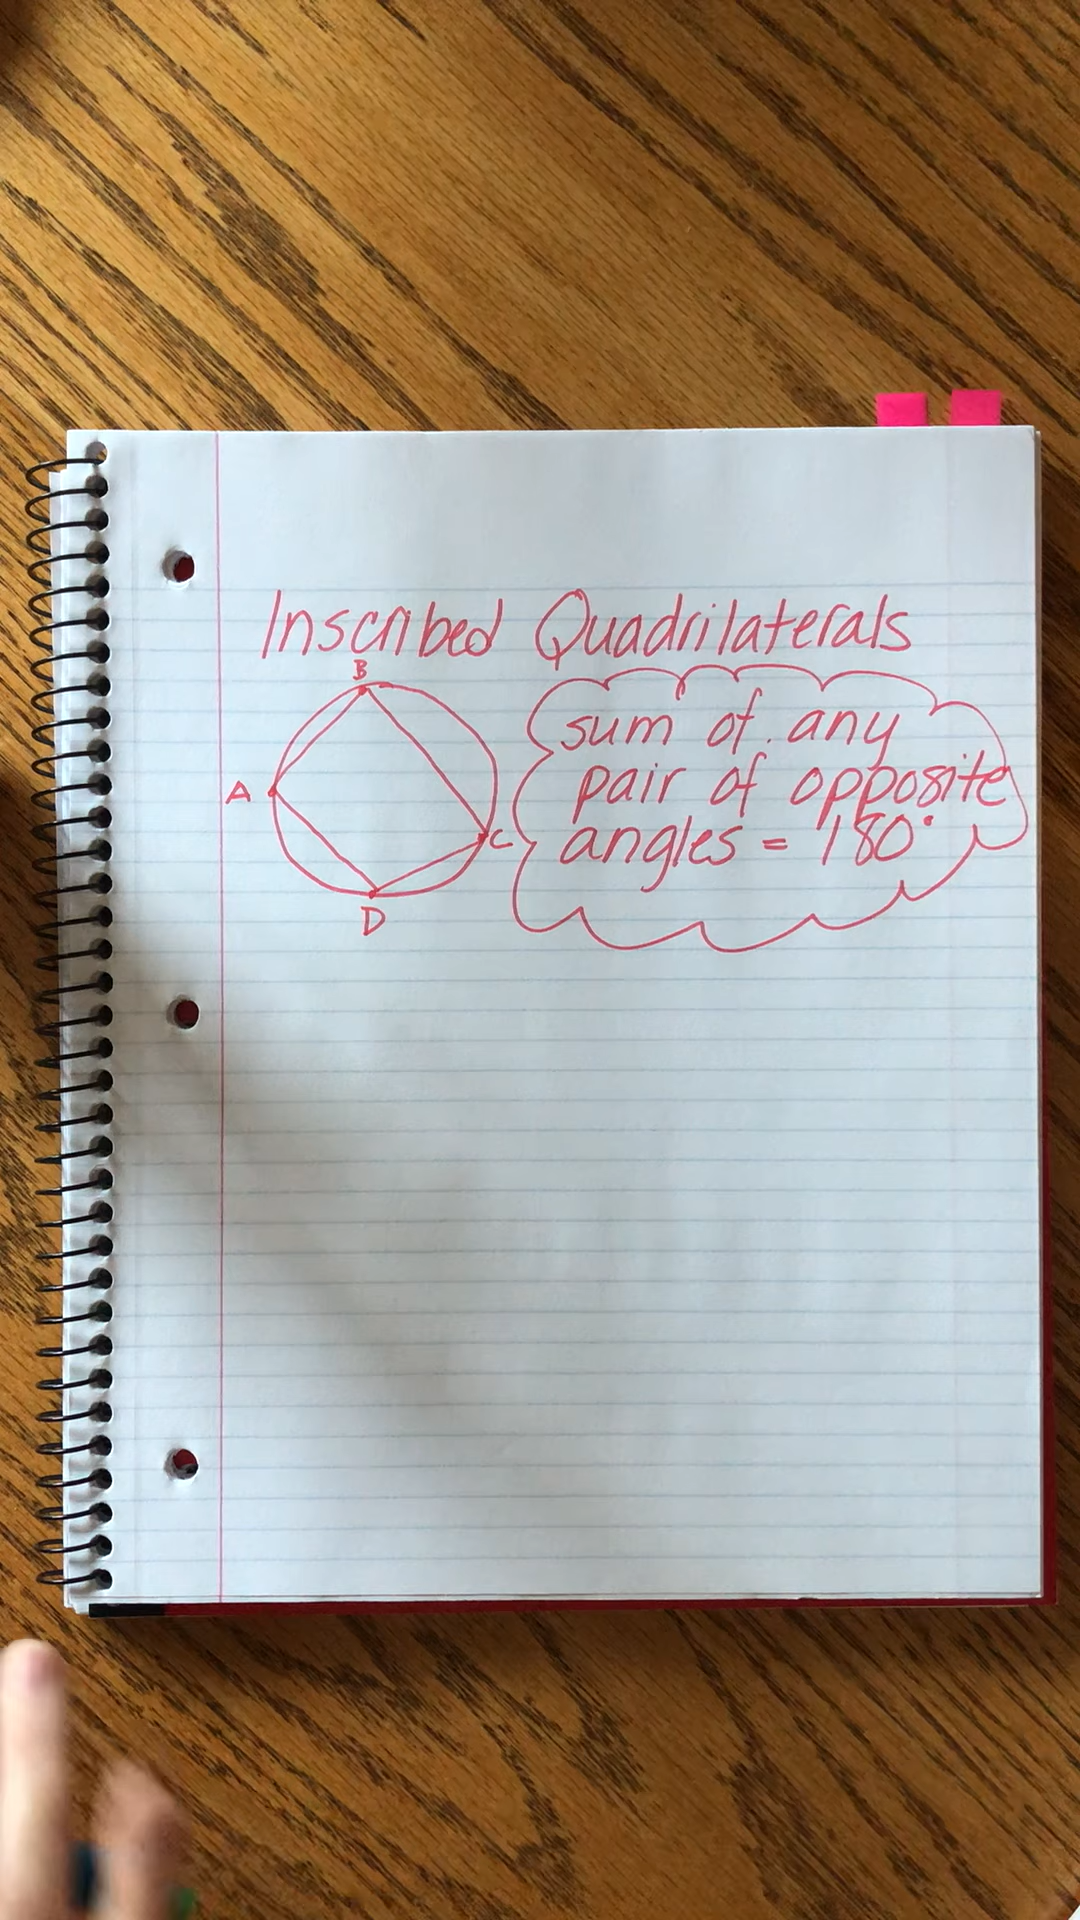 Inscribed Quadrilaterals
B
A
C
D
sum of any
pair of opposite
angles = 180°